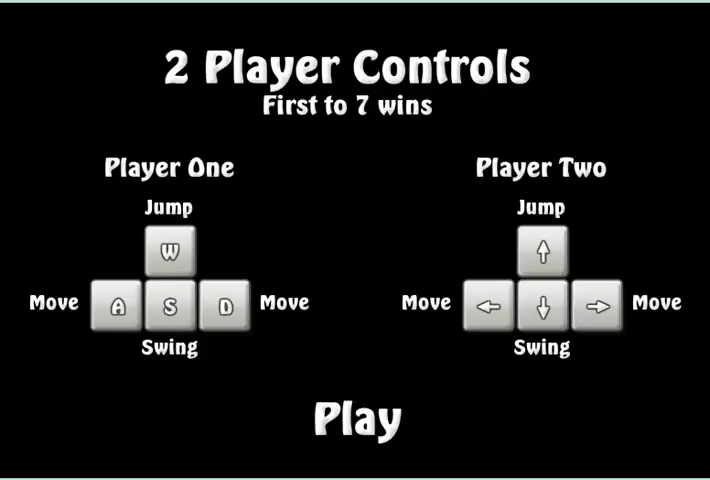 2 Player Controls
First to 7 wins
Player One
Jump
W
Move A S D Move
Swing
Player Two
Jump
↑
Move ← ↓ → Move
Swing
Play